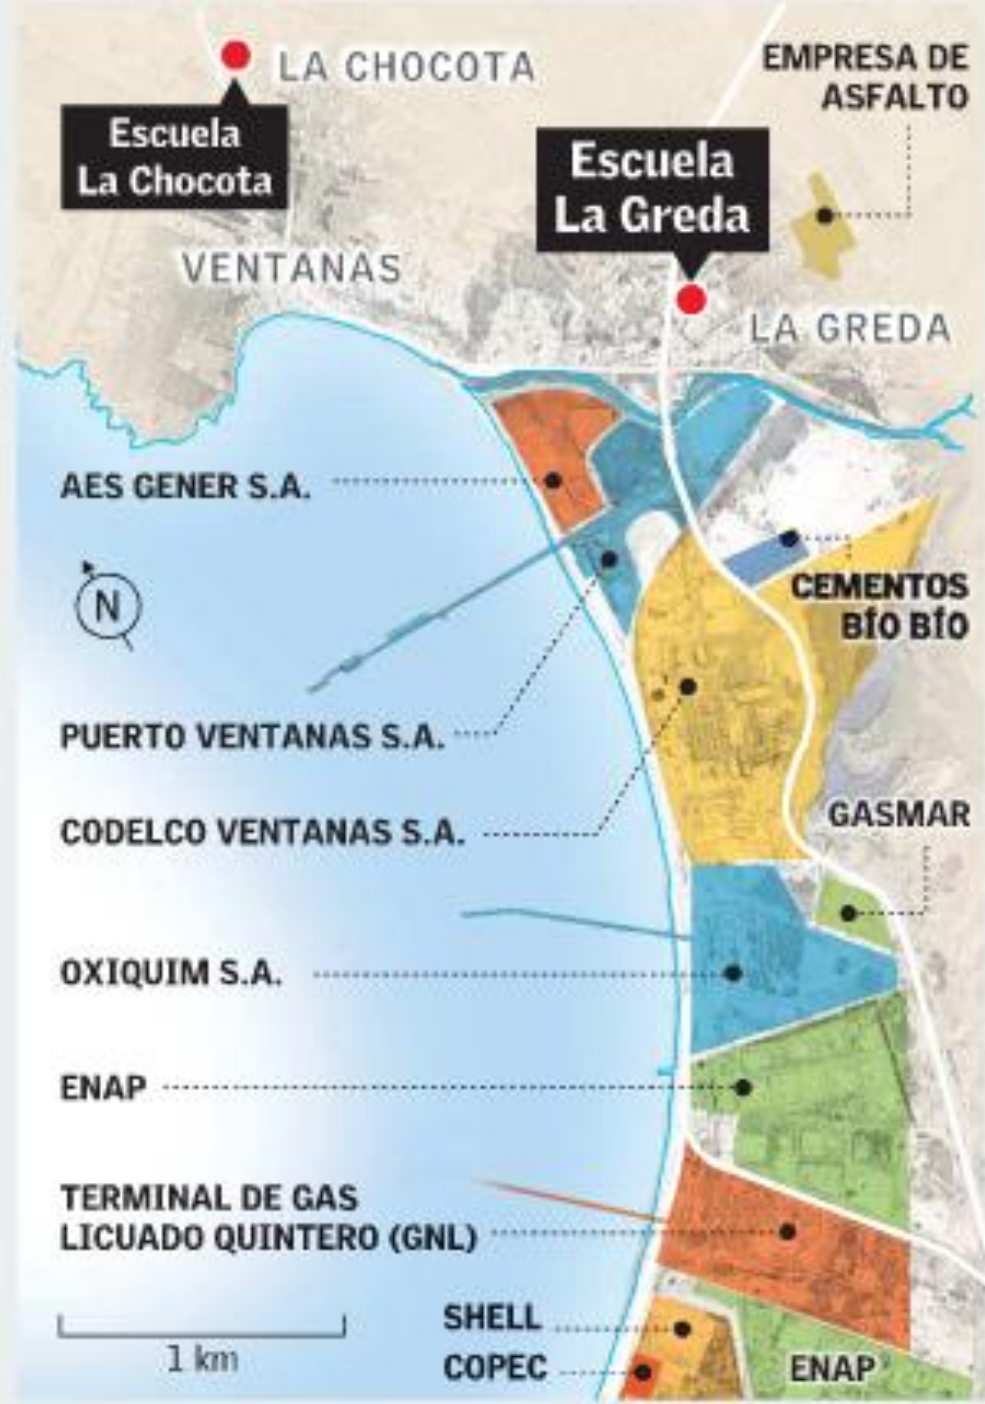 LA CHOCOTA
EMPRESA DE
ASFALTO
Escuela
La Chocota
Escuela
La Greda
VENTANAS
LA GREDA
AES GENER S.A.
N
CEMENTOS
BÍO BÍO
PUERTO VENTANAS S.A.
CODELCO VENTANAS S.A.
GASMAR
OXIQUIM S.A.
ENAP
TERMINAL DE GAS
LICUADO QUINTERO (GNL)
SHELL
1 km
COPEC
ENAP